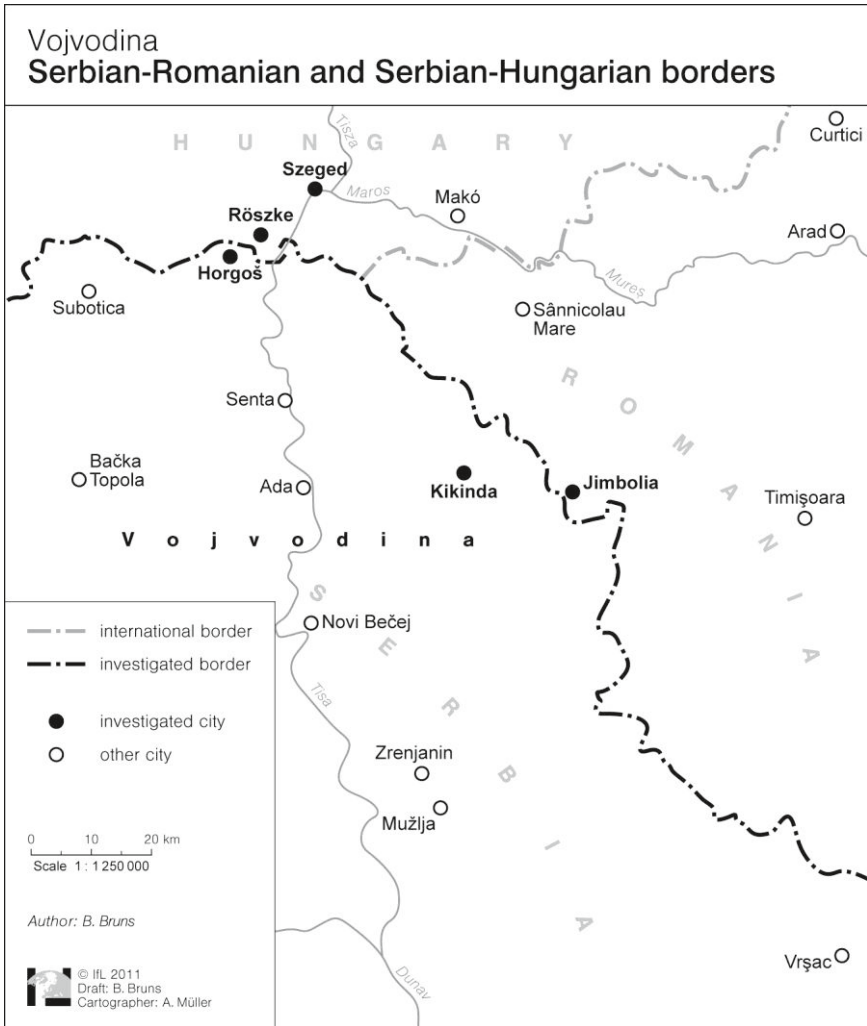 Vojvodina
Serbian-Romanian and Serbian-Hungarian borders
HUNGARY
Tisza
Curtici
Szeged
Maros
Makó
Röszke
Arad
Horgoš
Mureş
Subotica
Sânnicolau
Mare
ROMANIA
Senta
Bačka
Topola
Ada
Kikinda
Jimbolia
Timişoara
Vojvodina
SERBIA
Novi Bečej
Tisa
Zrenjanin
Mužlja
Vrşac
Dunav
international border
investigated border
investigated city
other city
0 10 20 km
Scale 1 : 1 250 000
Author: B. Bruns
© IfL 2011
Draft: B. Bruns
Cartographer: A. Müller